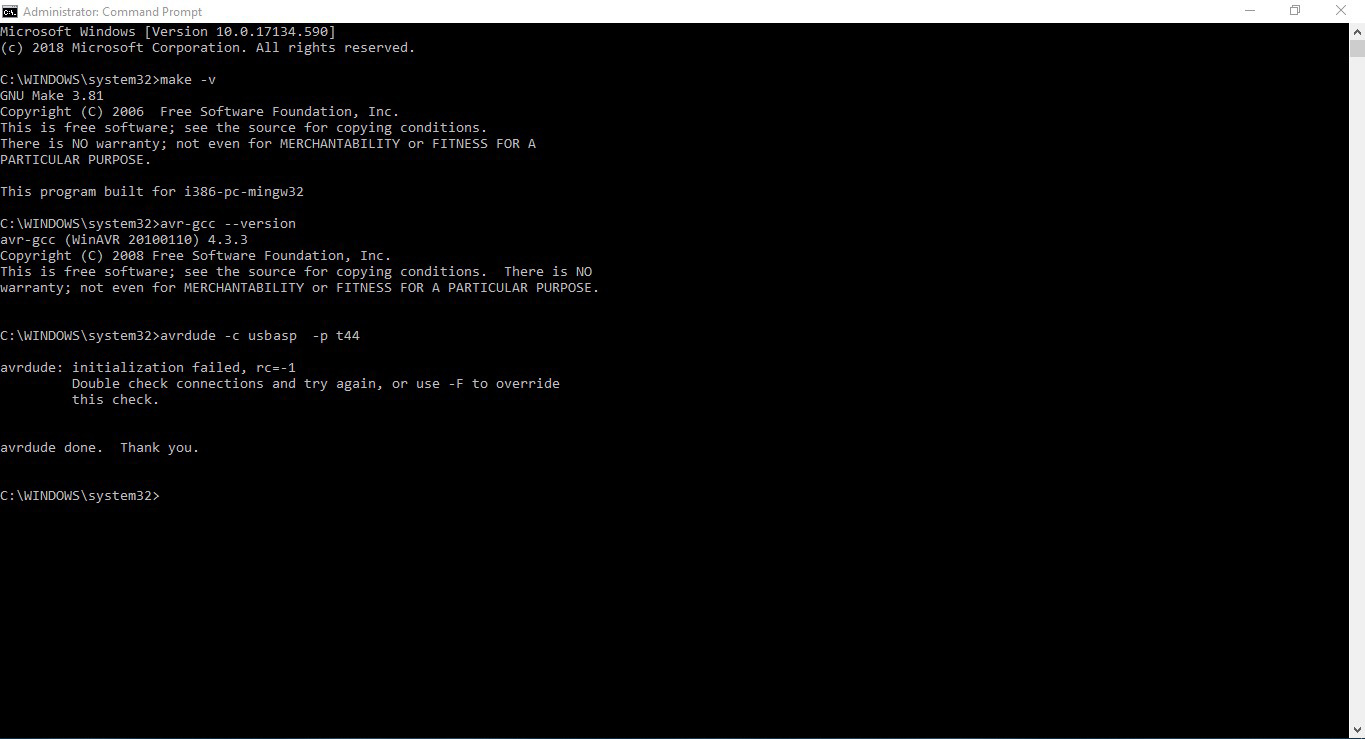 Administrator: Command Prompt
Microsoft Windows [Version 10.0.17134.590]
(c) 2018 Microsoft Corporation. All rights reserved.
C:\WINDOWS\system32>make -v
GNU Make 3.81
Copyright (C) 2006  Free Software Foundation, Inc.
This is free software; see the source for copying conditions.
There is NO warranty; not even for MERCHANTABILITY or FITNESS FOR A
PARTICULAR PURPOSE.
This program built for i386-pc-mingw32
C:\WINDOWS\system32>avr-gcc --version
avr-gcc (WinAVR 20100110) 4.3.3
Copyright (C) 2008 Free Software Foundation, Inc.
This is free software; see the source for copying conditions.  There is NO
warranty; not even for MERCHANTABILITY or FITNESS FOR A PARTICULAR PURPOSE.
C:\WINDOWS\system32>avrdude -c usbasp  -p t44
avrdude: initialization failed, rc=-1
Double check connections and try again, or use -F to override
this check.
avrdude done.  Thank you.
C:\WINDOWS\system32>